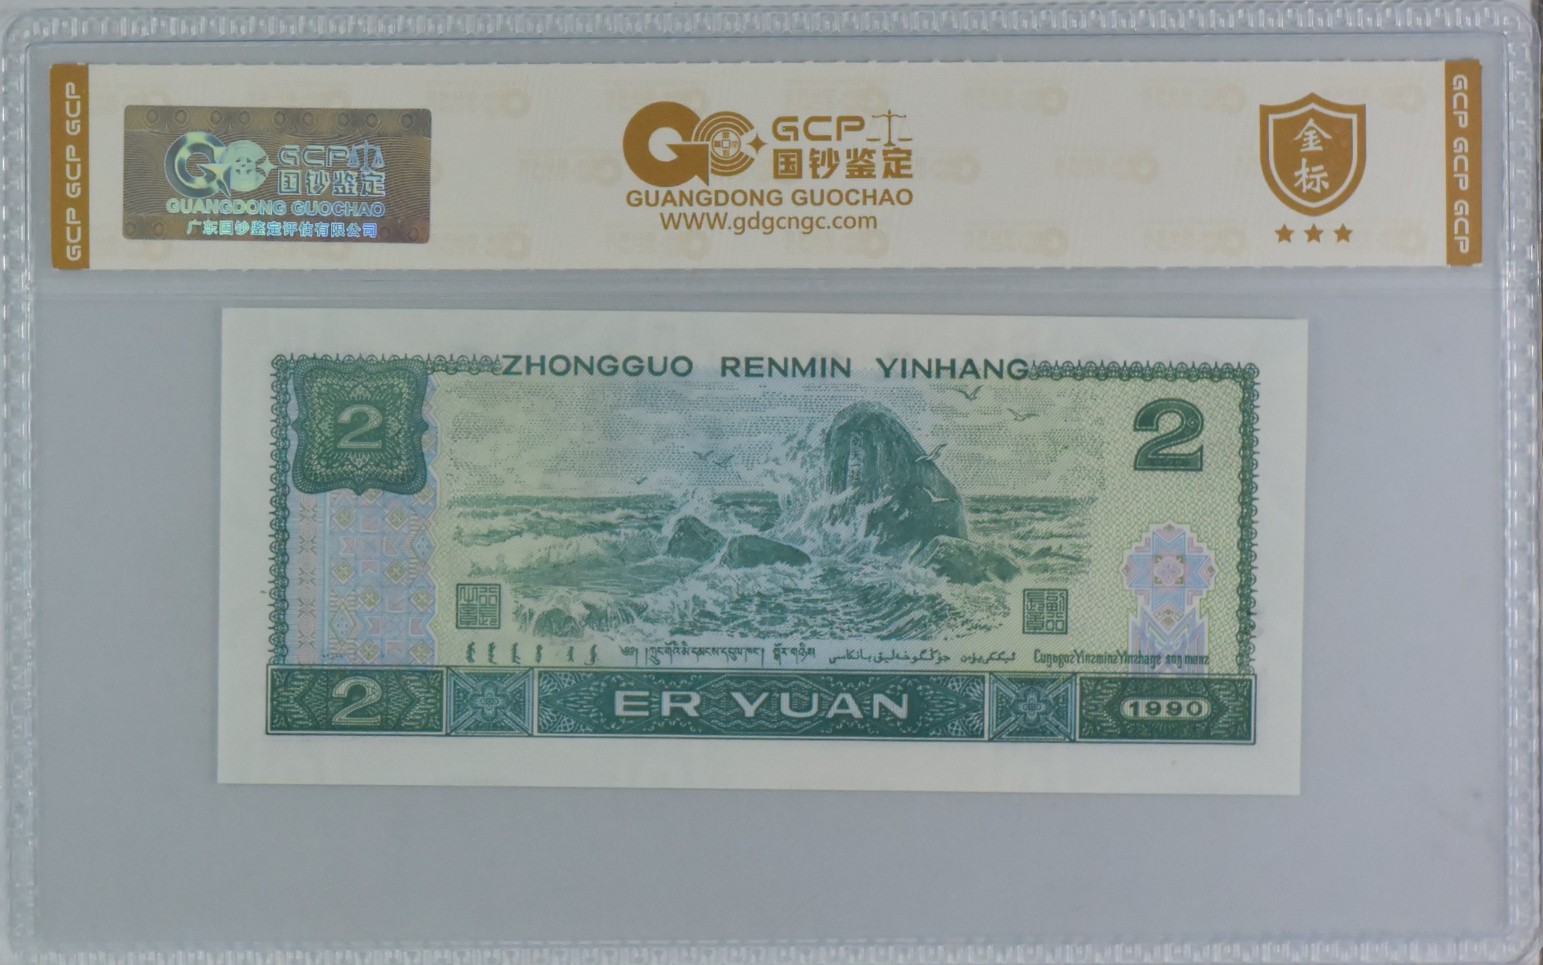 GCP GCP GCP
GCP
国钞鉴定
GUANGDONG GUOCHAO
广东国钞鉴定评估有限公司
GCP
国钞鉴定
GUANGDONG GUOCHAO
WWW.gdgcngc.com
金标
GCP GCP GCP
ZHONGGUO RENMIN YINHANG
2
2
2
ER YUAN
1990